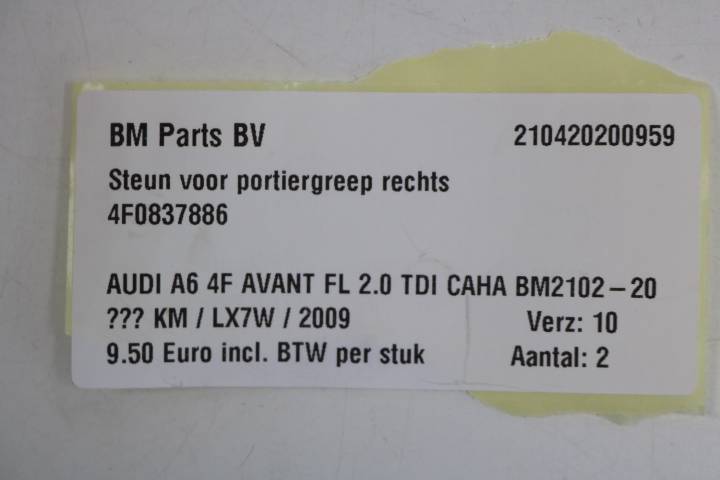 BM Parts BV 210420200959
Steun voor portiergreep rechts
4F0837886
AUDI A6 4F AVANT FL 2.0 TDI CAHA BM2102-20
??? KM / LX7W / 2009 Verz: 10
9.50 Euro incl. BTW per stuk Aantal: 2